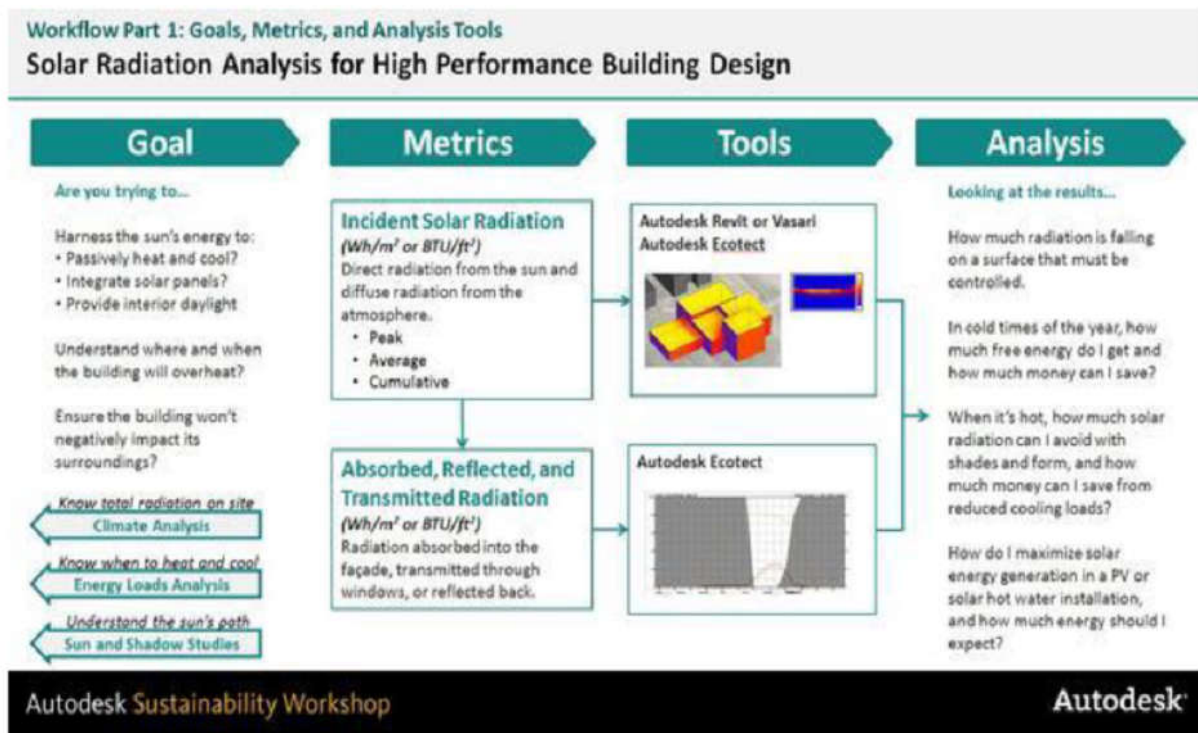 Workflow Part 1: Goals, Metrics, and Analysis Tools
Solar Radiation Analysis for High Performance Building Design
Goal
Are you trying to...
Harness the sun's energy to:
• Passively heat and cool?
• Integrate solar panels?
• Provide interior daylight
Understand where and when
the building will overheat?
Ensure the building won't
negatively impact its
surroundings?
Know total radiation on site
Climate Analysis
Know when to heat and cool
Energy Loads Analysis
Understand the sun's path
Sun and Shadow Studies
Metrics
Incident Solar Radiation
(Wh/m² or BTU/ft²)
Direct radiation from the sun and
diffuse radiation from the
atmosphere.
• Peak
• Average
• Cumulative
Absorbed, Reflected, and
Transmitted Radiation
(Wh/m² or BTU/ft²)
Radiation absorbed into the
façade, transmitted through
windows, or reflected back.
Tools
Autodesk Revit or Vasari
Autodesk Ecotect
Autodesk Ecotect
Analysis
Looking at the results...
How much radiation is falling
on a surface that must be
controlled.
In cold times of the year, how
much free energy do I get and
how much money can I save?
When it's hot, how much solar
radiation can I avoid with
shades and form, and how
much money can I save from
reduced cooling loads?
How do I maximize solar
energy generation in a PV or
solar hot water installation,
and how much energy should I
expect?
Autodesk Sustainability Workshop
Autodesk